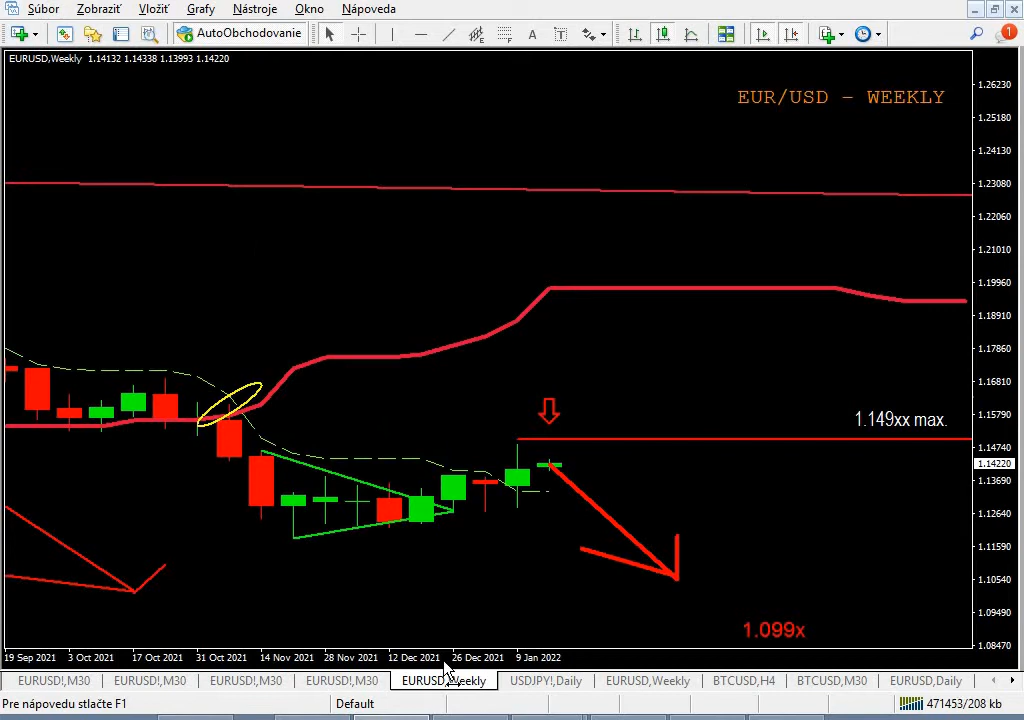 Súbor Zobraziť Vložiť Grafy Nástroje Okno Nápoveda
AutoObchodovanie A T 1
EURUSD,Weekly 1.14132 1.14338 1.13993 1.14220
EUR/USD - WEEKLY
1.26230
1.25180
1.24130
1.23080
1.22060
1.21010
1.19960
1.18910
1.17860
1.16810
1.15790
1.149xx max.
1.14740
1.14220
1.13690
1.12640
1.11590
1.10540
1.09490
1.099x
1.08470
19 Sep 2021 3 Oct 2021 17 Oct 2021 31 Oct 2021 14 Nov 2021 28 Nov 2021 12 Dec 2021 26 Dec 2021 9 Jan 2022
EURUSD!,M30 EURUSD!,M30 EURUSD!,M30 EURUSD!,M30 EURUSD,Weekly USDJPY!,Daily EURUSD,Weekly BTCUSD,H4 BTCUSD,M30 EURUSD,Daily
Pre nápovedu stlačte F1 Default 471453/208 kb